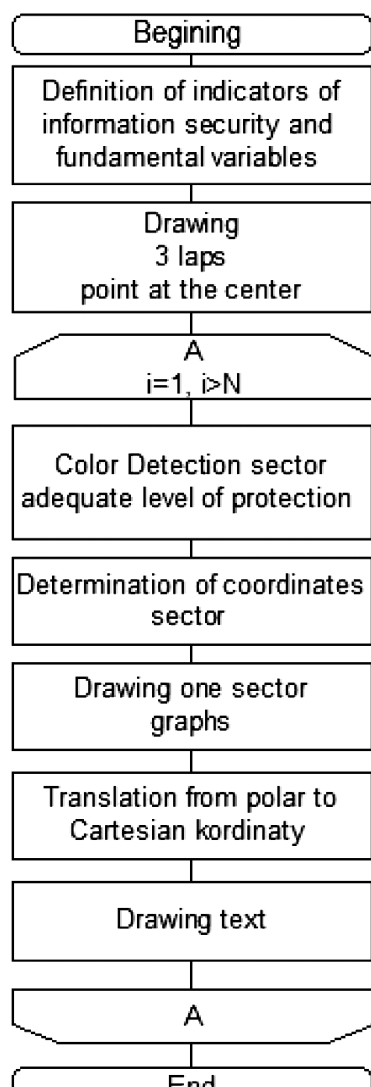 Begining
Definition of indicators of
information security and
fundamental variables
Drawing
3 laps
point at the center
A
i=1, i>N
Color Detection sector
adequate level of protection
Determination of coordinates
sector
Drawing one sector
graphs
Translation from polar to
Cartesian kordinaty
Drawing text
A
End